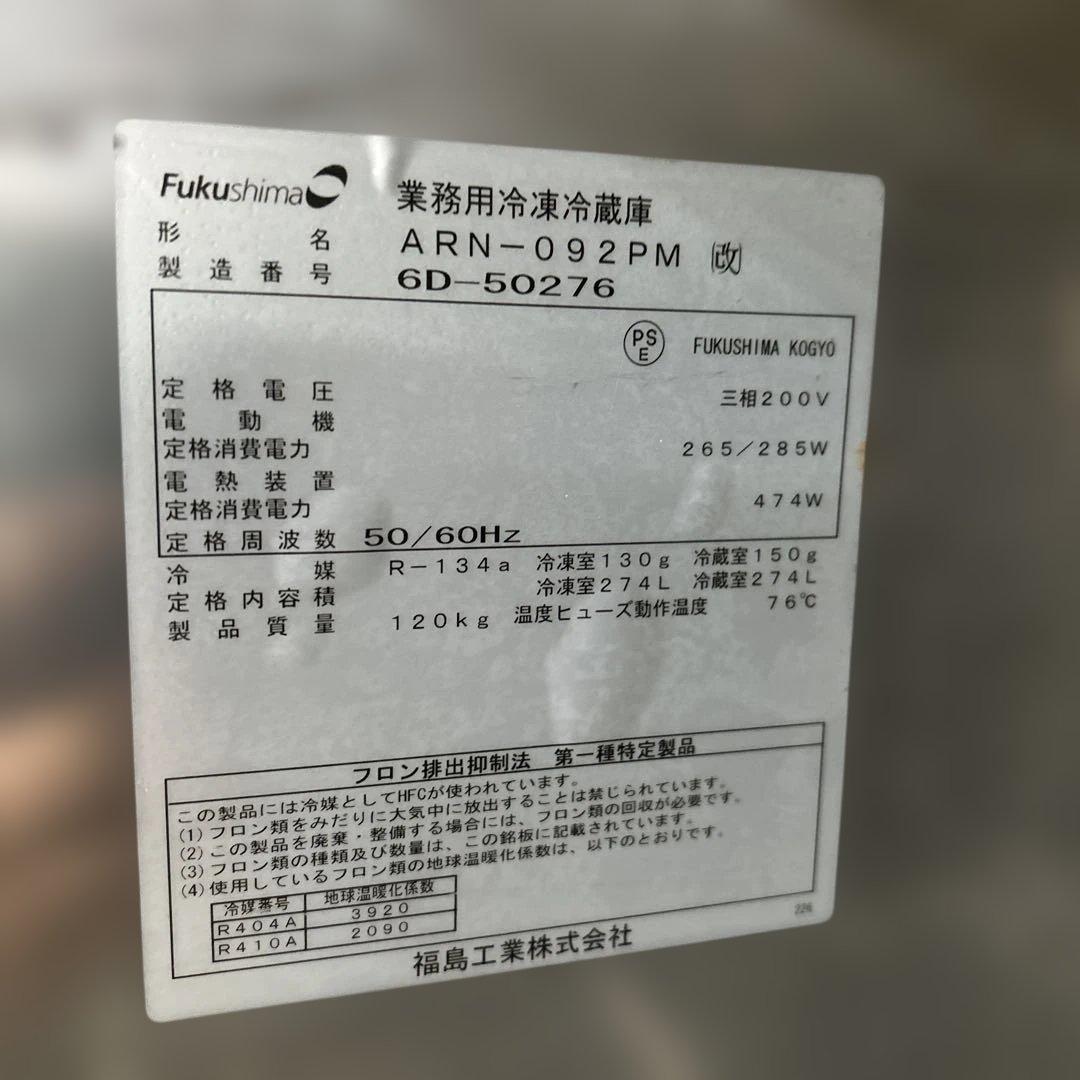 Fukushima 業務用冷凍冷蔵庫
形名 ARN-092PM 改
製造番号 6D-50276
PSE FUKUSHIMA KOGYO
定格電圧 三相200V
電動機
定格消費電力 265/285W
電熱装置
定格消費電力 474W
定格周波数 50/60Hz
冷媒 R-134a 冷凍室130g 冷蔵室150g
定格内容積 冷凍室274L 冷蔵室274L
製品質量 120kg 温度ヒューズ動作温度 76℃
フロン排出抑制法 第一種特定製品
この製品には冷媒としてHFCが使われています。
(1)フロン類をみだりに大気中に放出することは禁じられています。
(2)この製品を廃棄・整備する場合には、フロン類の回収が必要です。
(3)フロン類の種類及び数量は、この銘板に記載されています。
(4)使用しているフロン類の地球温暖化係数は、以下のとおりです。
冷媒番号 地球温暖化係数
R404A 3920
R410A 2090
226
福島工業株式会社